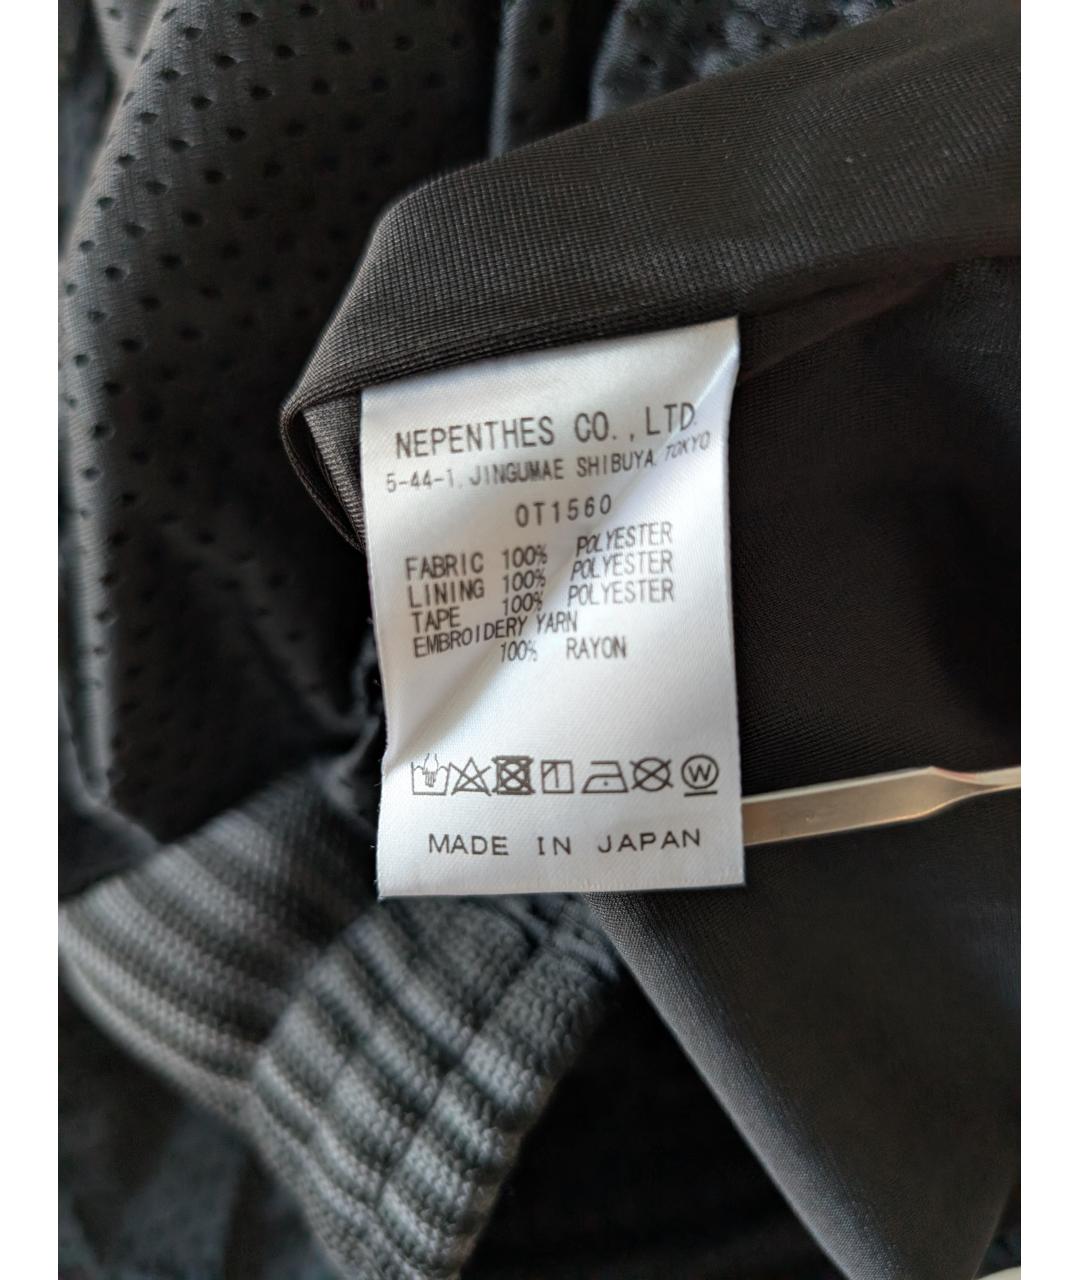 NEPENTHES CO.,LTD.
5-44-1, JINGUMAE SHIBUYA, TOKYO
OT1560
FABRIC 100% POLYESTER
LINING 100% POLYESTER
TAPE 100% POLYESTER
EMBROIDERY YARN
100% RAYON
W
MADE IN JAPAN